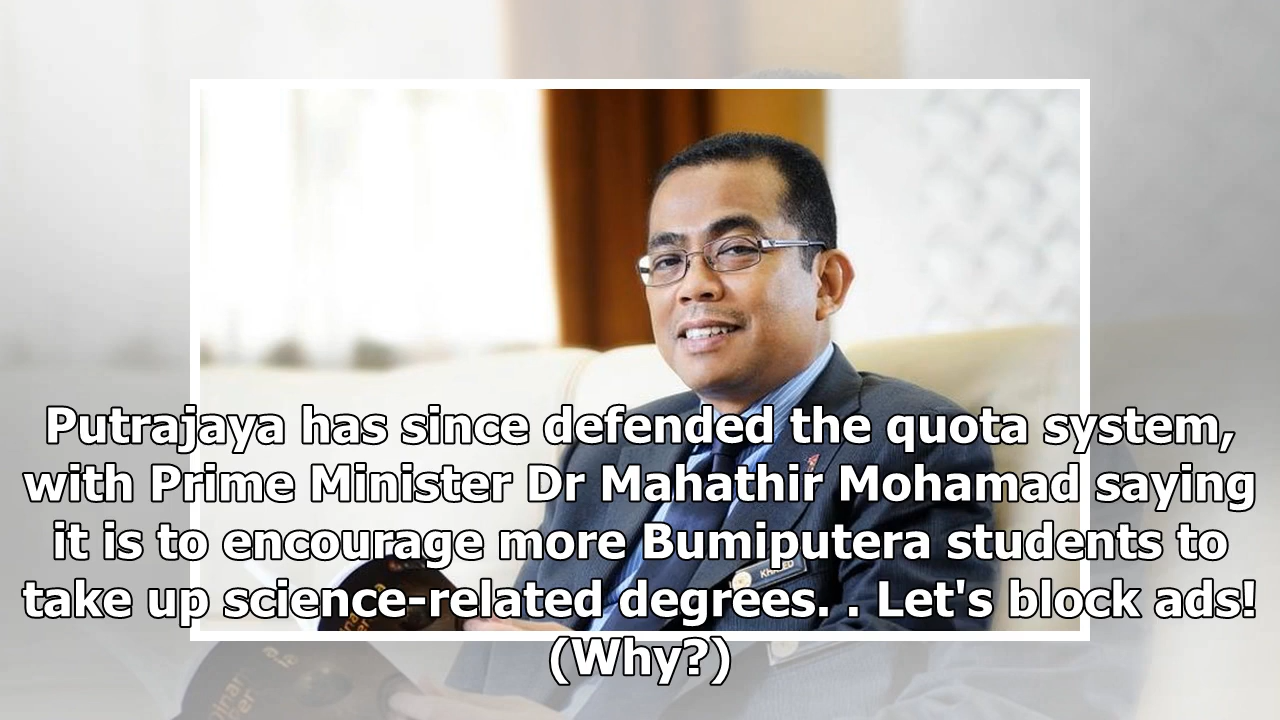 Putrajaya has since defended the quota system,
with Prime Minister Dr Mahathir Mohamad saying
it is to encourage more Bumiputera students to
take up science-related degrees. . Let's block ads!
(Why?)
KHALED